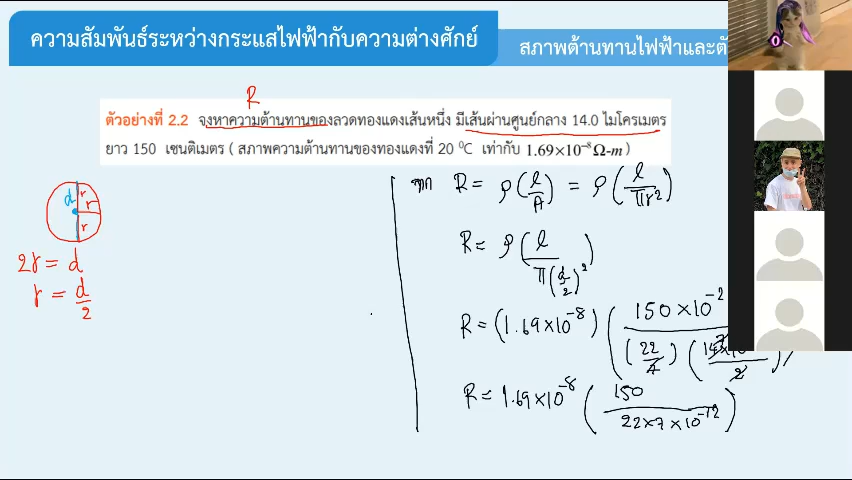 ความสัมพันธ์ระหว่างกระแสไฟฟ้ากับความต่างศักย์
สภาพต้านทานไฟฟ้าและตั
R
ตัวอย่างที่ 2.2 จงหาความต้านทานของลวดทองแดงเส้นหนึ่ง มีเส้นผ่านศูนย์กลาง 14.0 ไมโครเมตร
ยาว 150 เซนติเมตร ( สภาพความต้านทานของทองแดงที่ 20 ⁰C เท่ากับ 1.69×10⁻⁸ Ω-m )
d r r
r
2r = d
r = d/2
จาก R = ρ(l/A) = ρ(l/πr²)
R = ρ(l/π(d/2)²)
R = (1.69×10⁻⁸)(150×10⁻²/(22/7)(
R = 1.69×10⁻⁸(150/22×7×10⁻¹²)